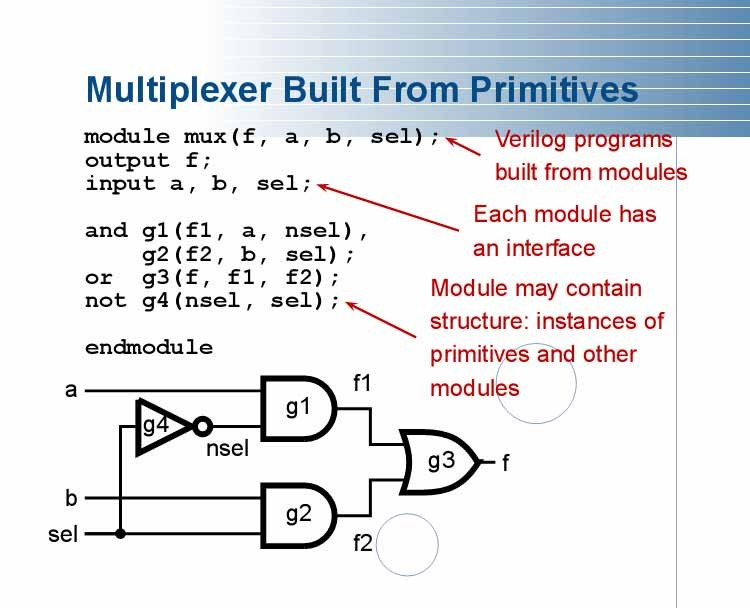 Multiplexer Built From Primitives
module mux(f, a, b, sel);
output f;
input a, b, sel;
and g1(f1, a, nsel),
g2(f2, b, sel);
or g3(f, f1, f2);
not g4(nsel, sel);
endmodule
Verilog programs
built from modules
Each module has
an interface
Module may contain
structure: instances of
primitives and other
modules
a
g4
nsel
g1
f1
b
sel
g2
f2
g3
f